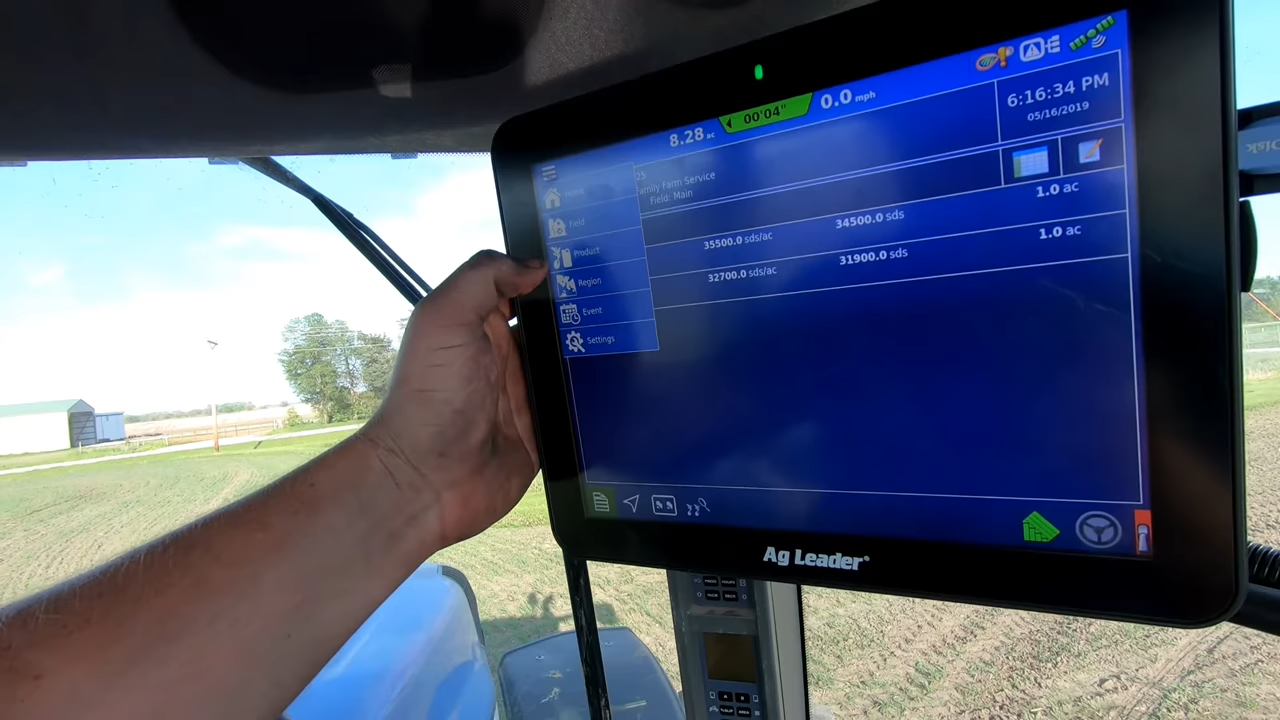 8.28 ac
00'04"
0.0 mph
6:16:34 PM
05/16/2019
25
Family Farm Service
Field: Main
Home
Field
Product
Region
Event
Settings
35500.0 sds/ac 34500.0 sds 1.0 ac
32700.0 sds/ac 31900.0 sds 1.0 ac
Ag Leader®
Disk